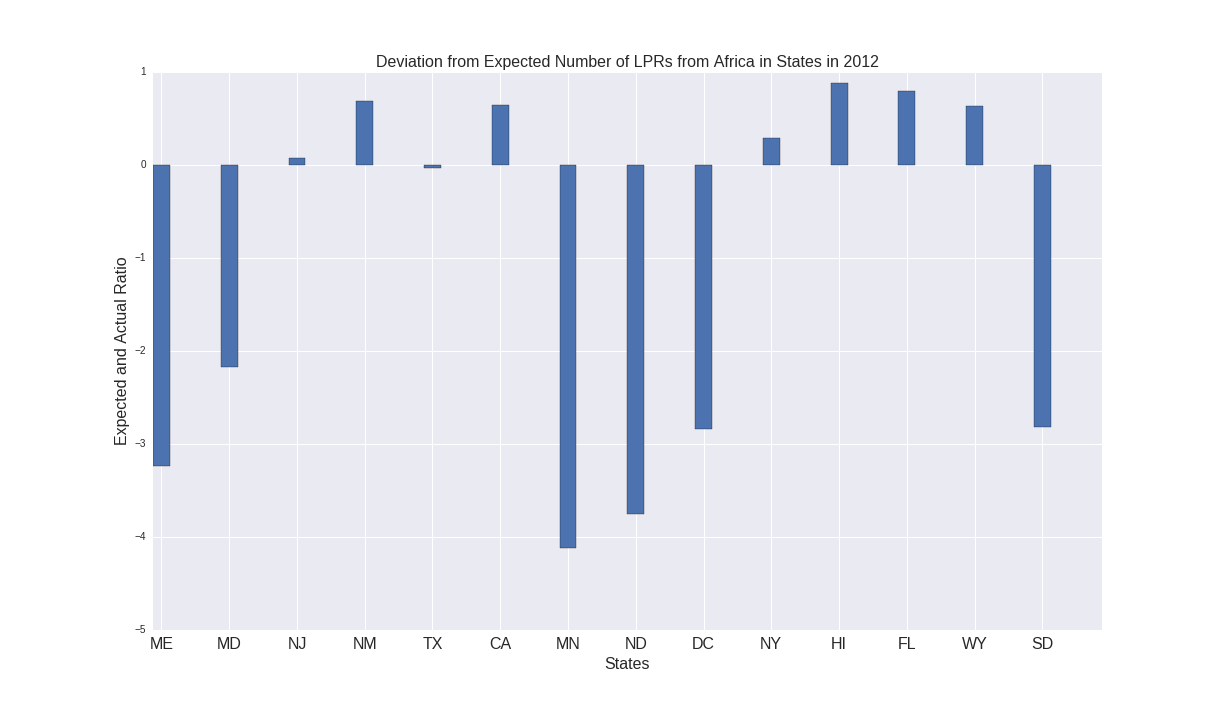 Deviation from Expected Number of LPRs from Africa in States in 2012
1
0
−1
−2
−3
−4
−5
Expected and Actual Ratio
ME MD NJ NM TX CA MN ND DC NY HI FL WY SD
States